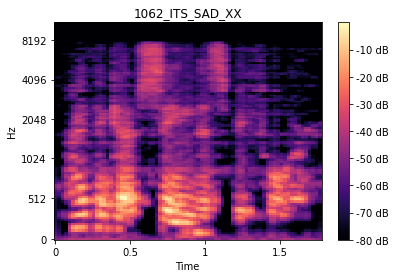 1062_ITS_SAD_XX
Hz
8192
4096
2048
1024
512
0
0
0.5
1
1.5
Time
-10 dB
-20 dB
-30 dB
-40 dB
-50 dB
-60 dB
-70 dB
-80 dB